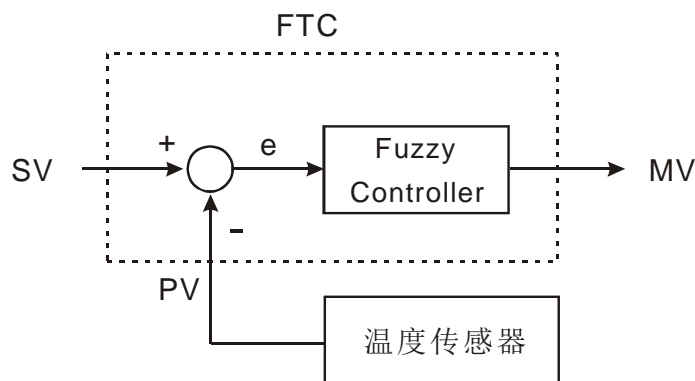 FTC
+
e
Fuzzy
Controller
SV
MV
-
PV
温度传感器